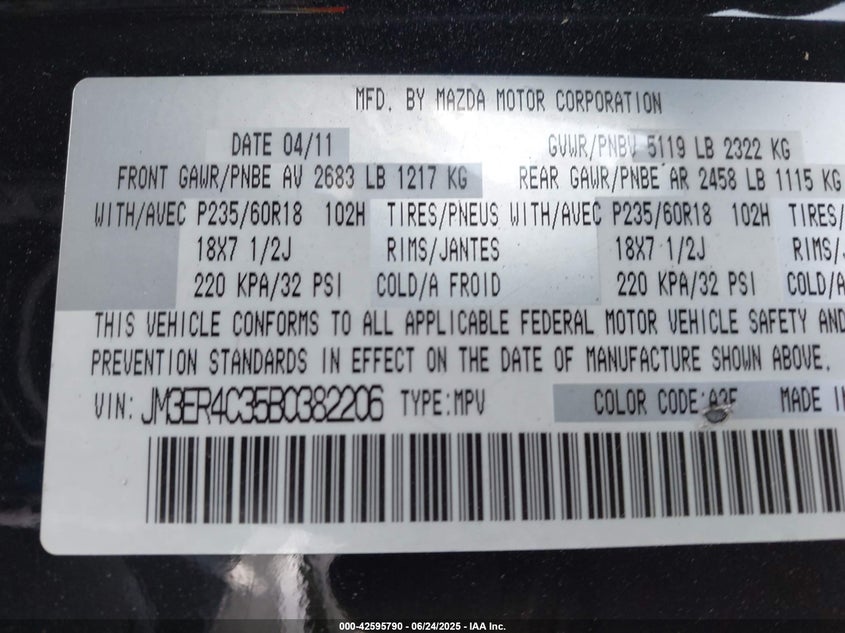 MFD. BY MAZDA MOTOR CORPORATION
DATE 04/11 GVWR/PNBV 5119 LB 2322 KG
FRONT GAWR/PNBE AV 2683 LB 1217 KG REAR GAWR/PNBE AR 2458 LB 1115 KG
WITH/AVEC P235/60R18 102H TIRES/PNEUS WITH/AVEC P235/60R18 102H TIRES/
18X7 1/2J RIMS/JANTES 18X7 1/2J RIMS/
220 KPA/32 PSI COLD/A FROID 220 KPA/32 PSI COLD/A
THIS VEHICLE CONFORMS TO ALL APPLICABLE FEDERAL MOTOR VEHICLE SAFETY AND
PREVENTION STANDARDS IN EFFECT ON THE DATE OF MANUFACTURE SHOWN ABOVE.
VIN: JM3ER4C35B0382206 TYPE:MPV COLOR CODE: MADE IN
000-42595790 - 06/24/2025 - IAA Inc.